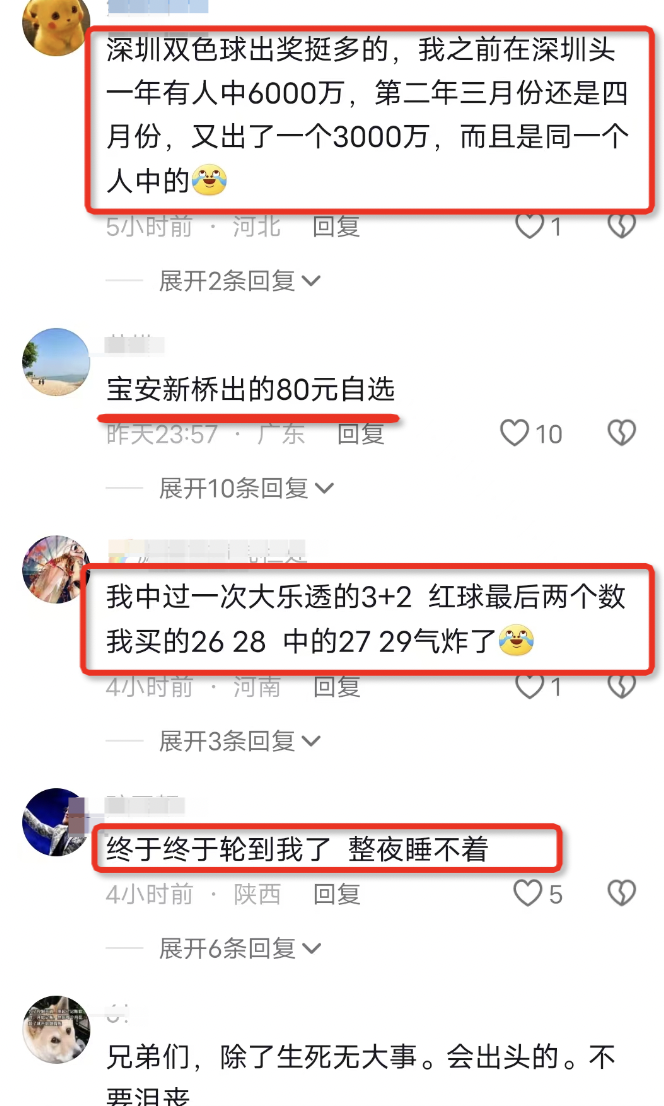 深圳双色球出奖挺多的，我之前在深圳头
一年有人中6000万，第二年三月份还是四
月份，又出了一个3000万，而且是同一个
人中的
5小时前 · 河北 回复 1
展开2条回复
宝安新桥出的80元自选
昨天23:57 · 广东 回复 10
展开10条回复
我中过一次大乐透的3+2 红球最后两个数
我买的26 28 中的27 29气炸了
4小时前 · 河南 回复 1
展开3条回复
终于终于轮到我了 整夜睡不着
4小时前 · 陕西 回复 5
展开6条回复
兄弟们，除了生死无大事。会出头的。不
要泪丧